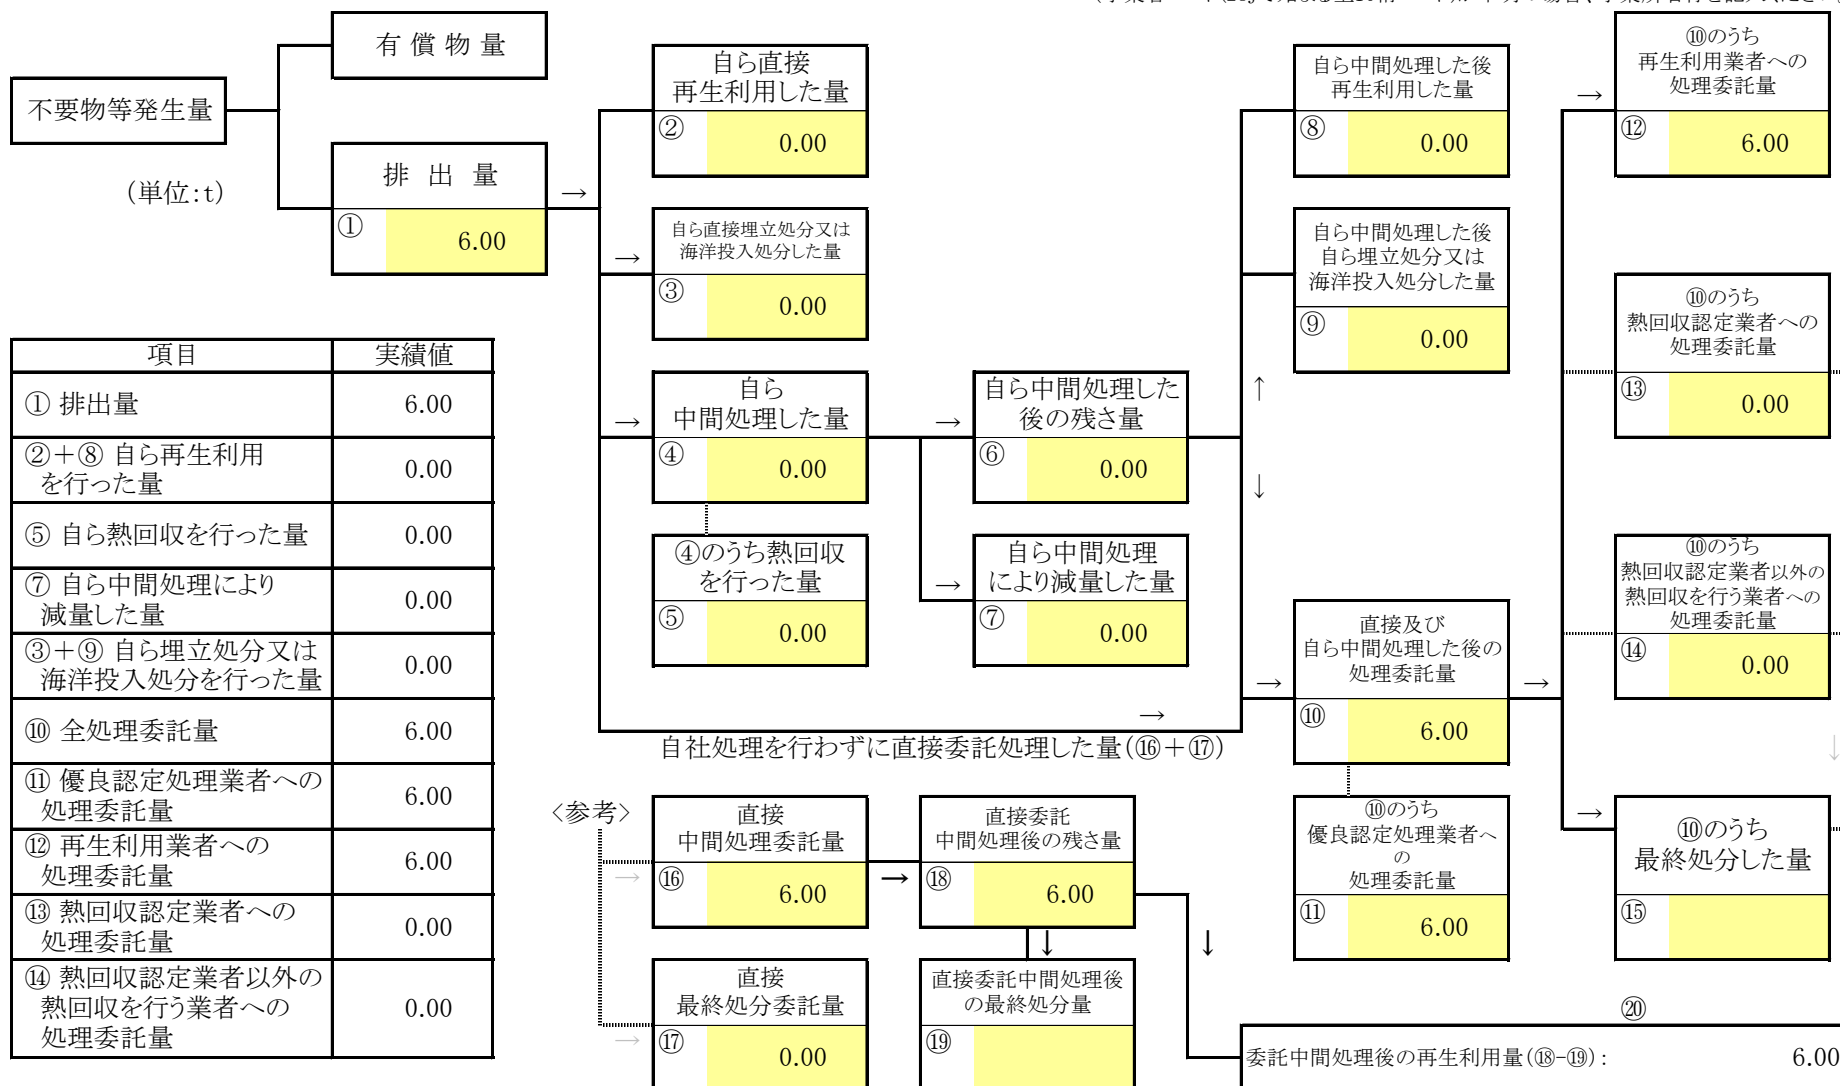 有償物量
不要物等発生量
(単位:t)
排出量
→
① 6.00
自ら直接
再生利用した量
② 0.00
→
自ら直接埋立処分又は
海洋投入処分した量
③ 0.00
→
自ら
中間処理した量
④ 0.00
④のうち熱回収
を行った量
⑤ 0.00
→
自ら中間処理した
後の残さ量
⑥ 0.00
→
自ら中間処理
により減量した量
⑦ 0.00
自ら中間処理した後
再生利用した量
⑧ 0.00
自ら中間処理した後
自ら埋立処分又は
海洋投入処分した量
⑨ 0.00
↑
↓
→
自社処理を行わずに直接委託処理した量(⑯+⑰)
→
直接及び
自ら中間処理した後の
処理委託量
⑩ 6.00
→
⑩のうち
優良認定処理業者へ
の
処理委託量
⑪ 6.00
→
⑩のうち
再生利用業者への
処理委託量
⑫ 6.00
⑩のうち
熱回収認定業者への
処理委託量
⑬ 0.00
⑩のうち
熱回収認定業者以外の
熱回収を行う業者への
処理委託量
⑭ 0.00
↓
→
⑩のうち
最終処分した量
⑮
項目 実績値
① 排出量 6.00
②+⑧ 自ら再生利用
を行った量 0.00
⑤ 自ら熱回収を行った量 0.00
⑦ 自ら中間処理により
減量した量 0.00
③+⑨ 自ら埋立処分又は
海洋投入処分を行った量 0.00
⑩ 全処理委託量 6.00
⑪ 優良認定処理業者への
処理委託量 6.00
⑫ 再生利用業者への
処理委託量 6.00
⑬ 熱回収認定業者への
処理委託量 0.00
⑭ 熱回収認定業者以外の
熱回収を行う業者への
処理委託量 0.00
〈参考〉
→
直接
中間処理委託量
⑯ 6.00
→
直接委託
中間処理後の残さ量
⑱ 6.00
↓
↓
→
直接
最終処分委託量
⑰ 0.00
直接委託中間処理後
の最終処分量
⑲
⑳
委託中間処理後の再生利用量(⑱-⑲): 6.00